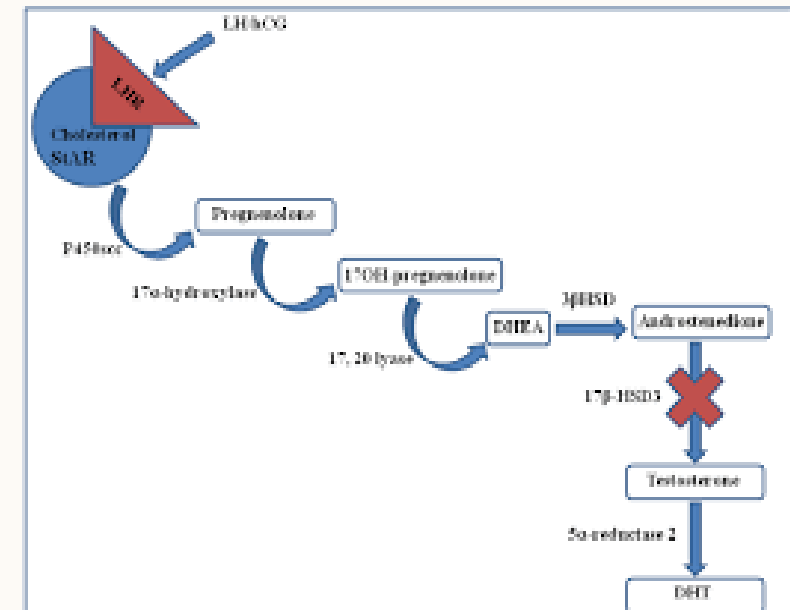 LH/hCG
LHR
Cholesterol
StAR
Pregnenolone
P450scc
17α-hydroxylase
17OH pregnenolone
17, 20 lyase
DHEA
3βHSD
Androstenedione
17β-HSD3
Testosterone
5α-reductase 2
DHT